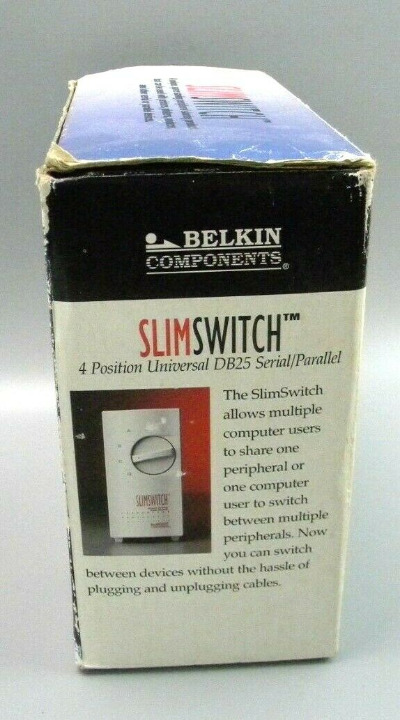 SLIMSWITCH
BELKIN
COMPONENTS®
SLIMSWITCH™
4 Position Universal DB25 Serial/Parallel
The SlimSwitch
allows multiple
computer users
to share one
peripheral or
one computer
user to switch
between multiple
peripherals. Now
you can switch
between devices without the hassle of
plugging and unplugging cables.
SLIMSWITCH